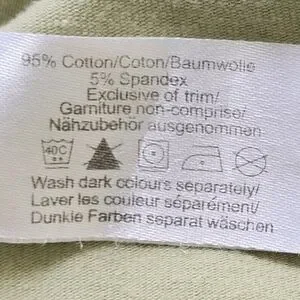 95% Cotton/Coton/Baumwolle
5% Spandex
Exclusive of trim/
Garniture non-comprise/
Nähzubehör ausgenommen
40C
Wash dark colours separately/
Laver les couleur séparément/
Dunkle Farben separat wäschen